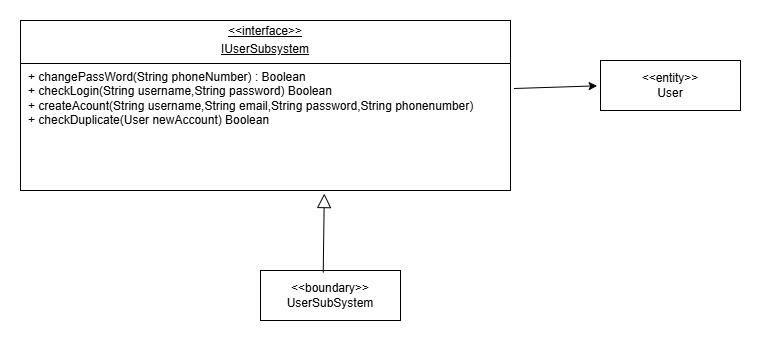 <<interface>>
IUserSubsystem
+ changePassWord(String phoneNumber) : Boolean
+ checkLogin(String username,String password) Boolean
+ createAcount(String username,String email,String password,String phonenumber)
+ checkDuplicate(User newAccount) Boolean
<<entity>>
User
<<boundary>>
UserSubSystem